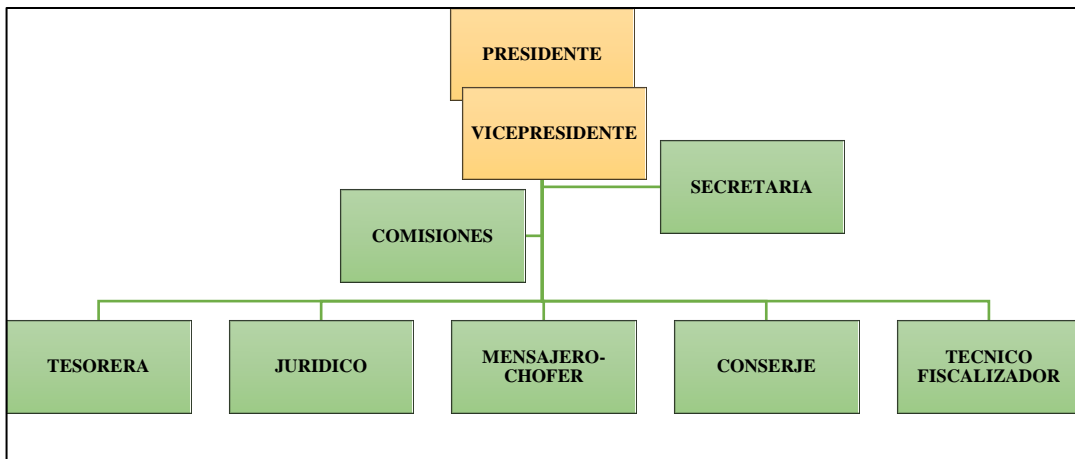 PRESIDENTE
VICEPRESIDENTE
SECRETARIA
COMISIONES
TESORERA
JURIDICO
MENSAJERO-
CHOFER
CONSERJE
TECNICO
FISCALIZADOR